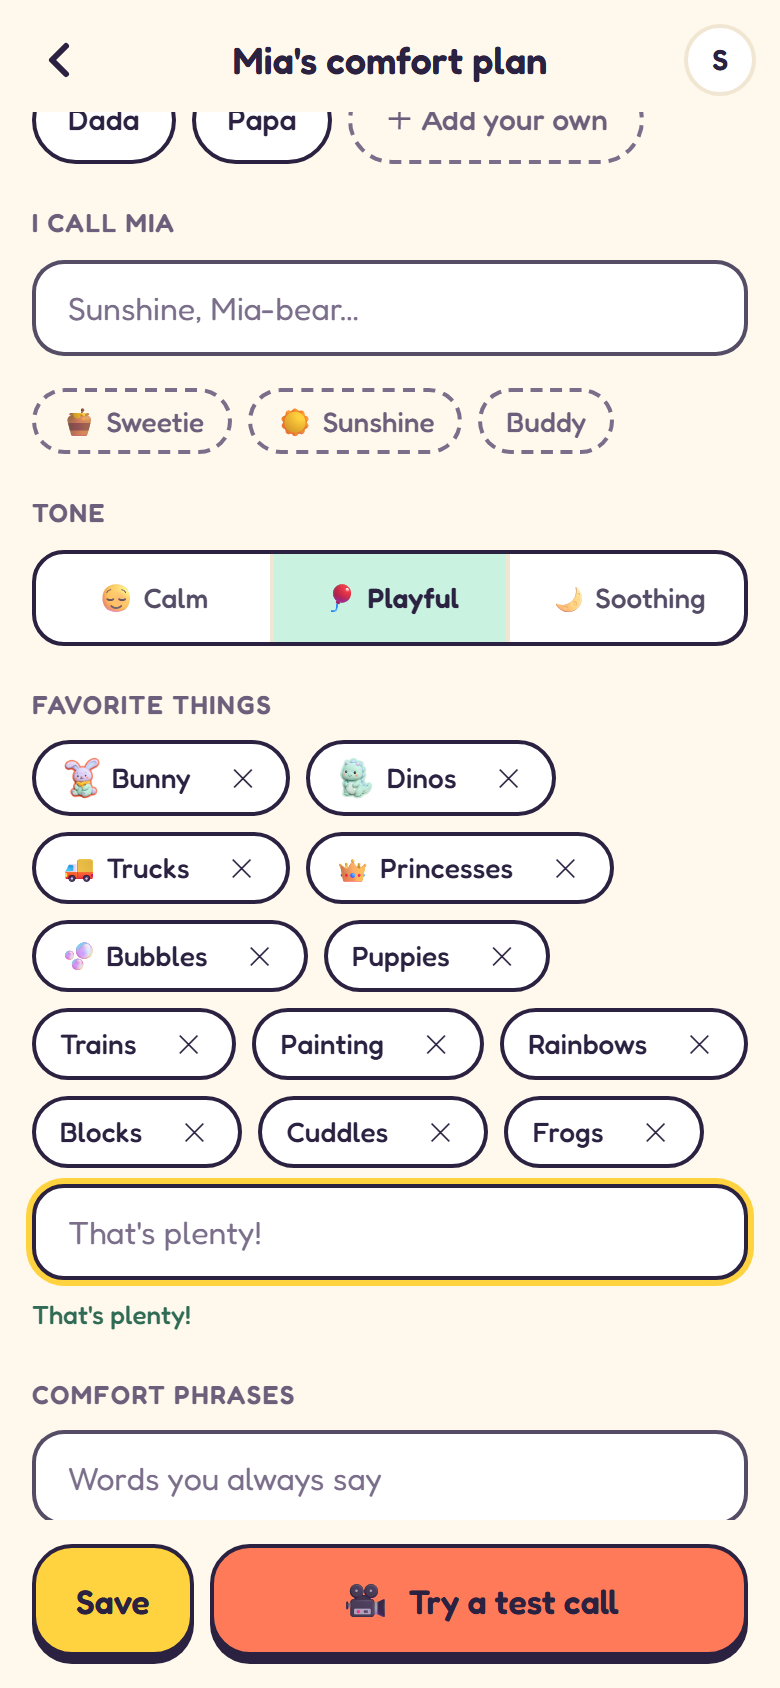 Mia's comfort plan
S
Dada Papa + Add your own
I CALL MIA
Sunshine, Mia-bear...
Sweetie Sunshine Buddy
TONE
Calm Playful Soothing
FAVORITE THINGS
Bunny Dinos
Trucks Princesses
Bubbles Puppies
Trains Painting Rainbows
Blocks Cuddles Frogs
That's plenty!
That's plenty!
COMFORT PHRASES
Words you always say
Save Try a test call